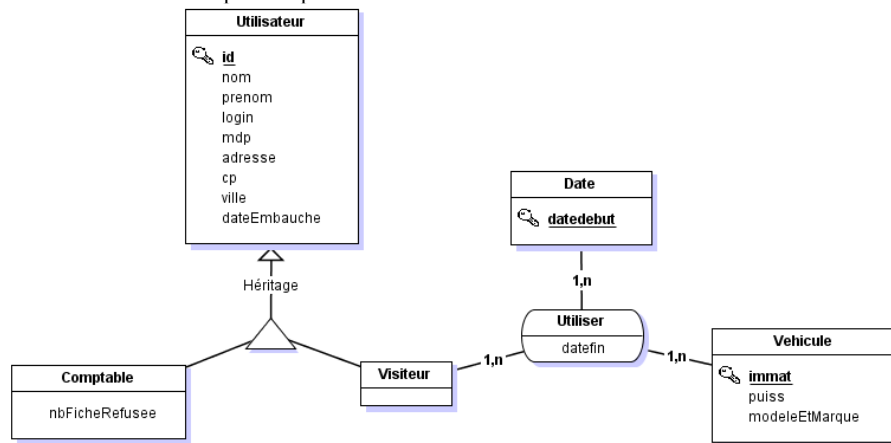 Utilisateur
id
nom
prenom
login
mdp
adresse
cp
ville
dateEmbauche
Date
datedebut
Héritage
1,n
Utiliser
datefin
Comptable
nbFicheRefusee
Visiteur
1,n
1,n
Vehicule
immat
puiss
modeleEtMarque